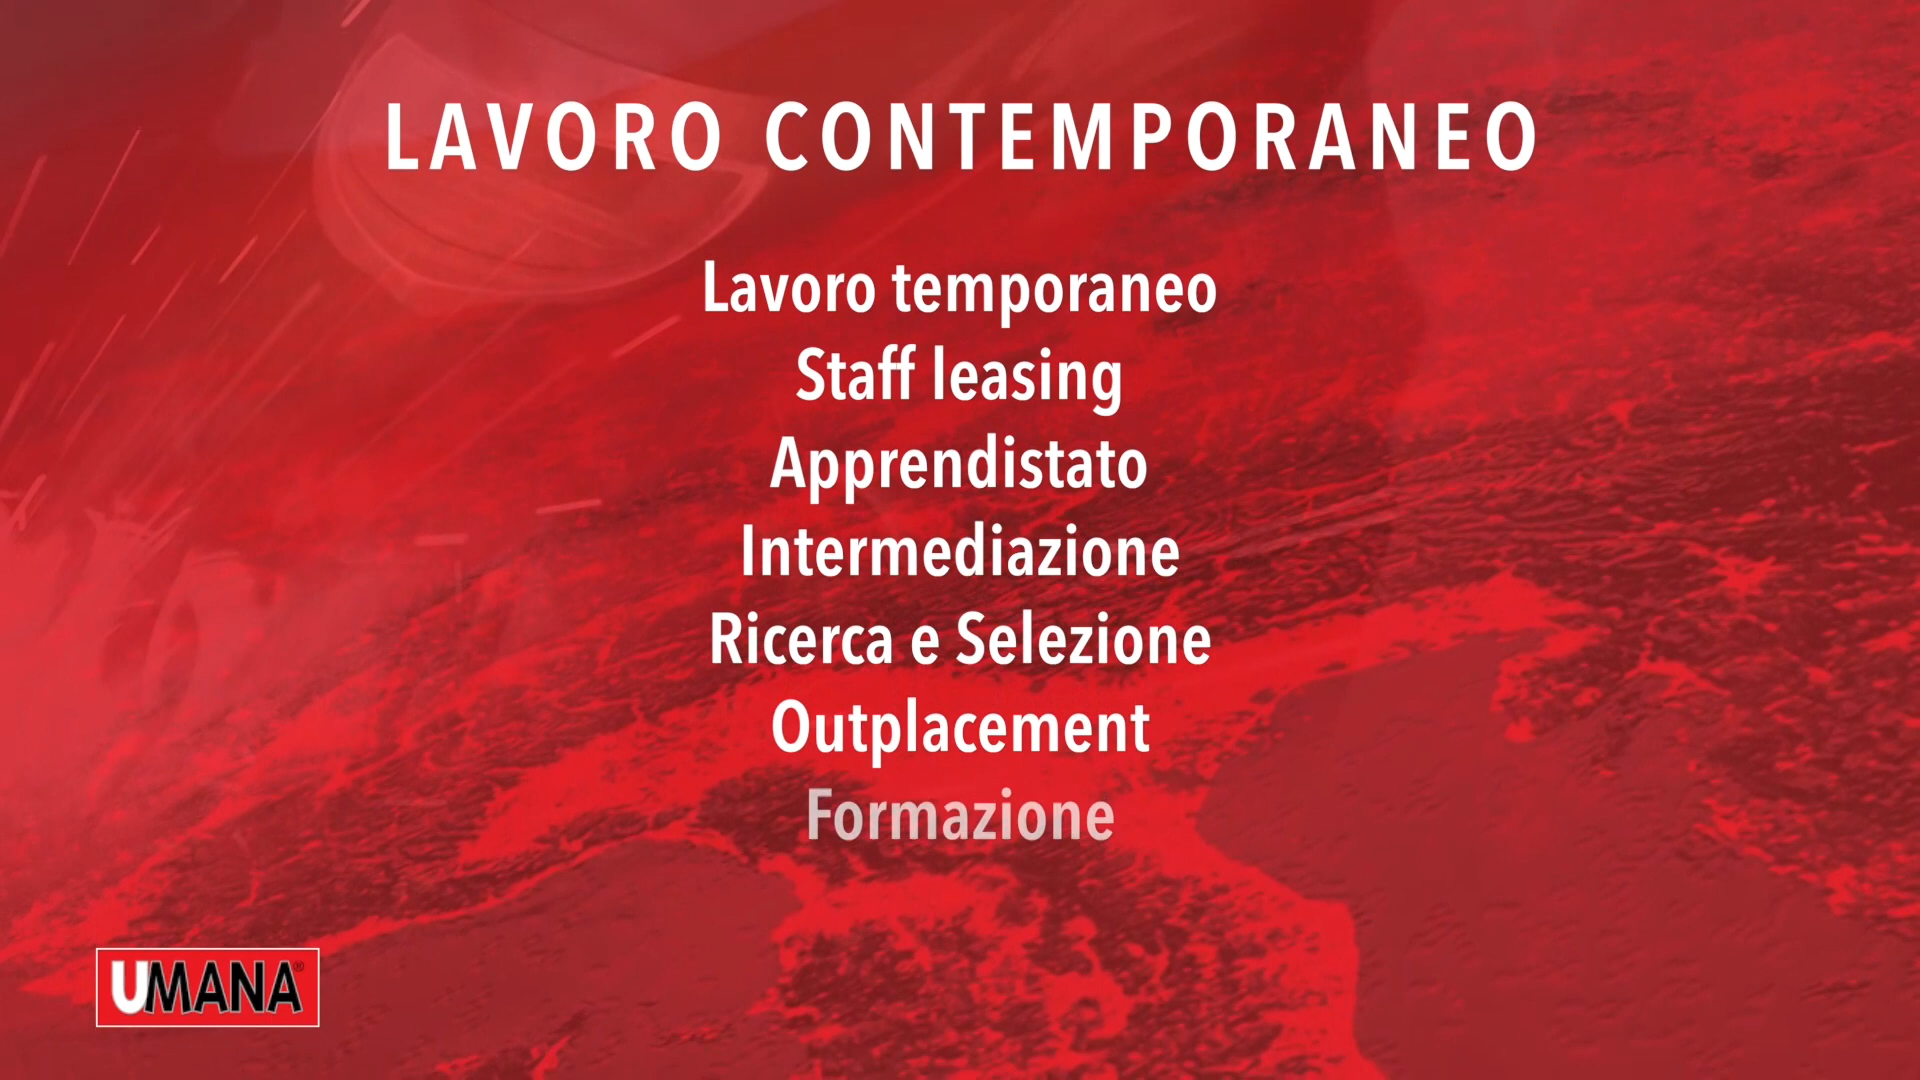 LAVORO CONTEMPORANEO
Lavoro temporaneo
Staff leasing
Apprendistato
Intermediazione
Ricerca e Selezione
Outplacement
Formazione
UMANA®